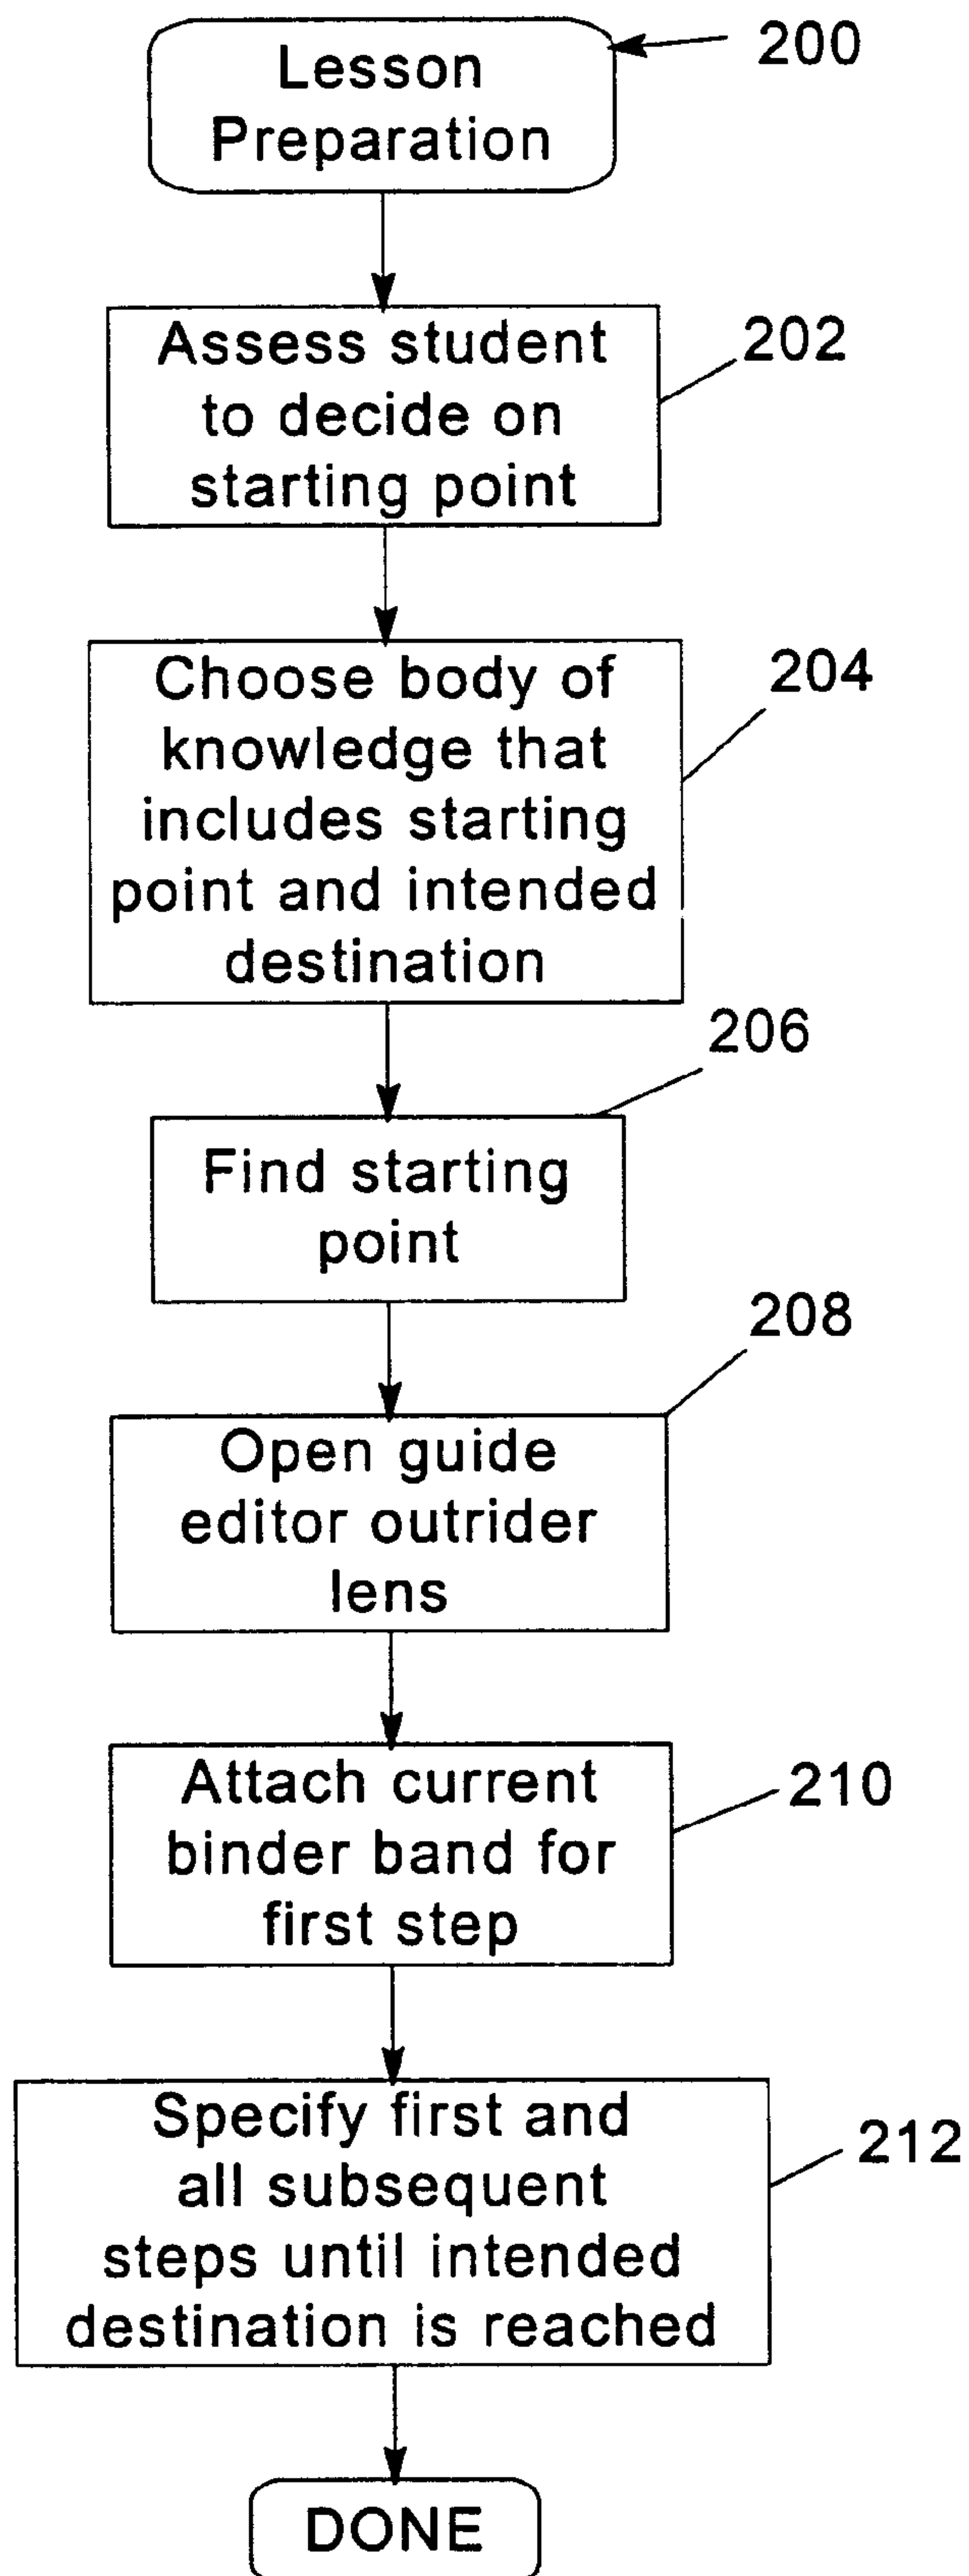 Lesson
Preparation
200
Assess student
to decide on
starting point
202
Choose body of
knowledge that
includes starting
point and intended
destination
204
206
Find starting
point
208
Open guide
editor outrider
lens
Attach current
binder band for
first step
210
Specify first and
all subsequent
steps until intended
destination is reached
212
DONE